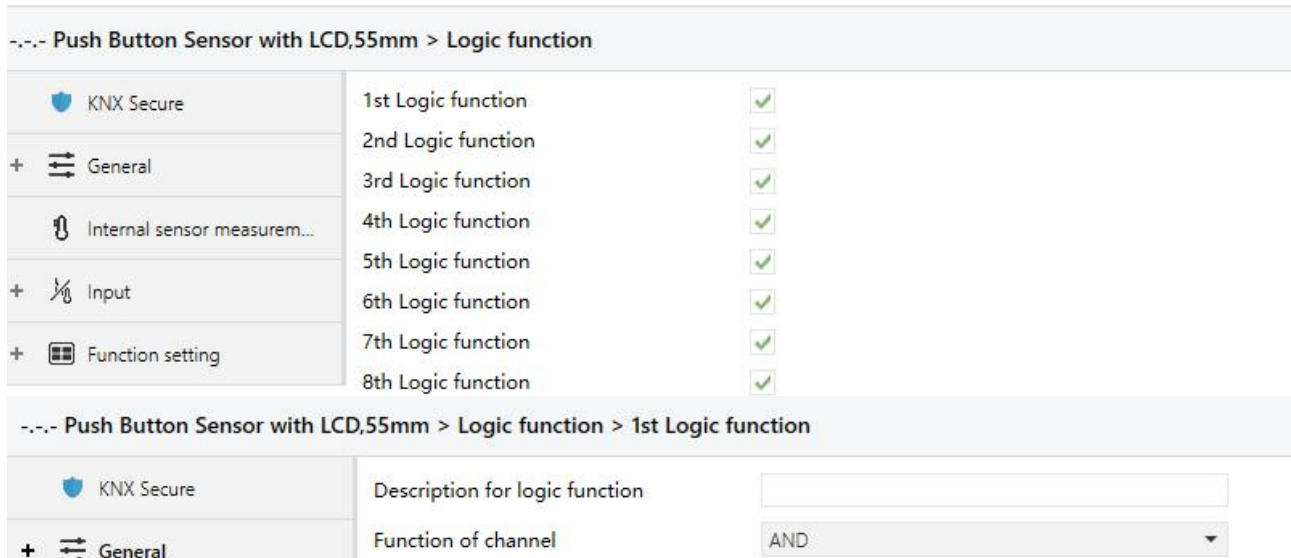 -.-.- Push Button Sensor with LCD,55mm > Logic function
KNX Secure
General
Internal sensor measurem...
Input
Function setting
1st Logic function
2nd Logic function
3rd Logic function
4th Logic function
5th Logic function
6th Logic function
7th Logic function
8th Logic function
-.-.- Push Button Sensor with LCD,55mm > Logic function > 1st Logic function
KNX Secure
General
Description for logic function
Function of channel AND